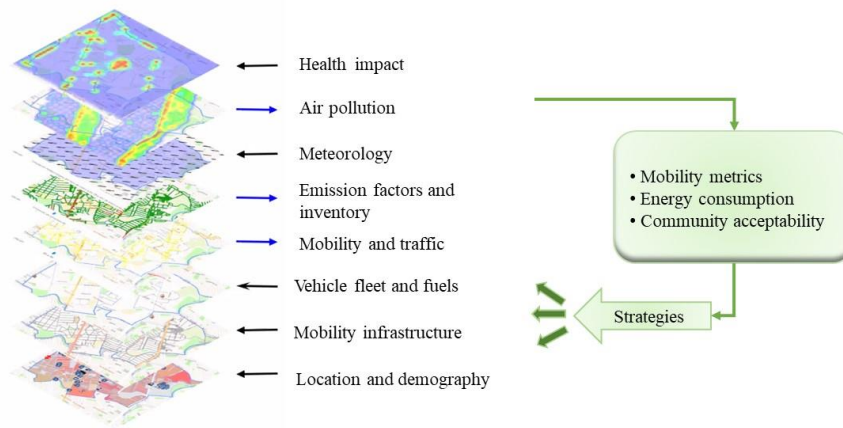 Health impact
Air pollution
Meteorology
Emission factors and
inventory
Mobility and traffic
Vehicle fleet and fuels
Mobility infrastructure
Location and demography
• Mobility metrics
• Energy consumption
• Community acceptability
Strategies